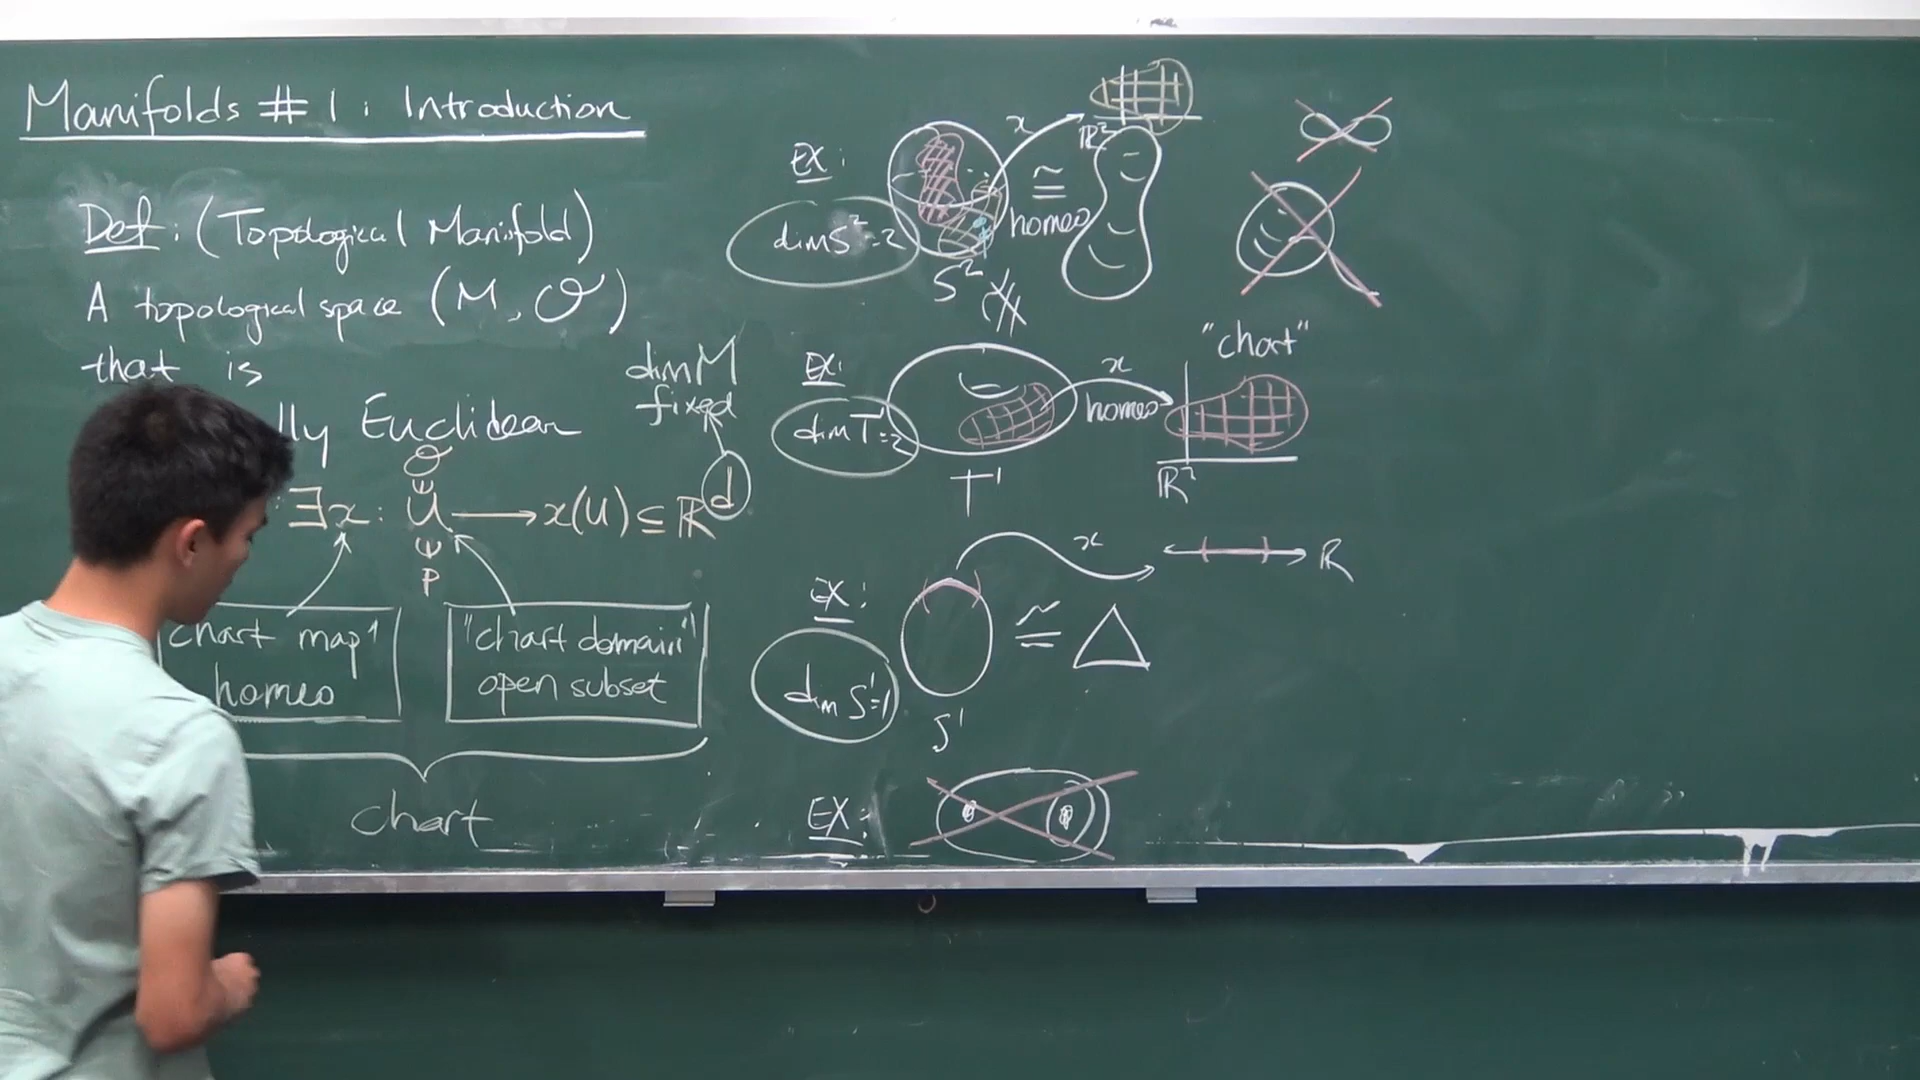 Manifolds # 1 : Introduction
Def : (Topological Manifold)
A topological space (M, 𝒪)
that is
lly Euclidean
dim M
fixed
𝒪
∃x : U ⟶ x(U) ⊆ ℝ^d
p
chart map"
homeo
"chart domain"
open subset
chart
EX :
dim S²=2
S²
x
≅
homeo
ℝ²
EX:
dim T¹=2
T¹
x
homeo
"chart"
ℝ²
EX :
dim S¹=1
S¹
x
≅ △
ℝ
EX :